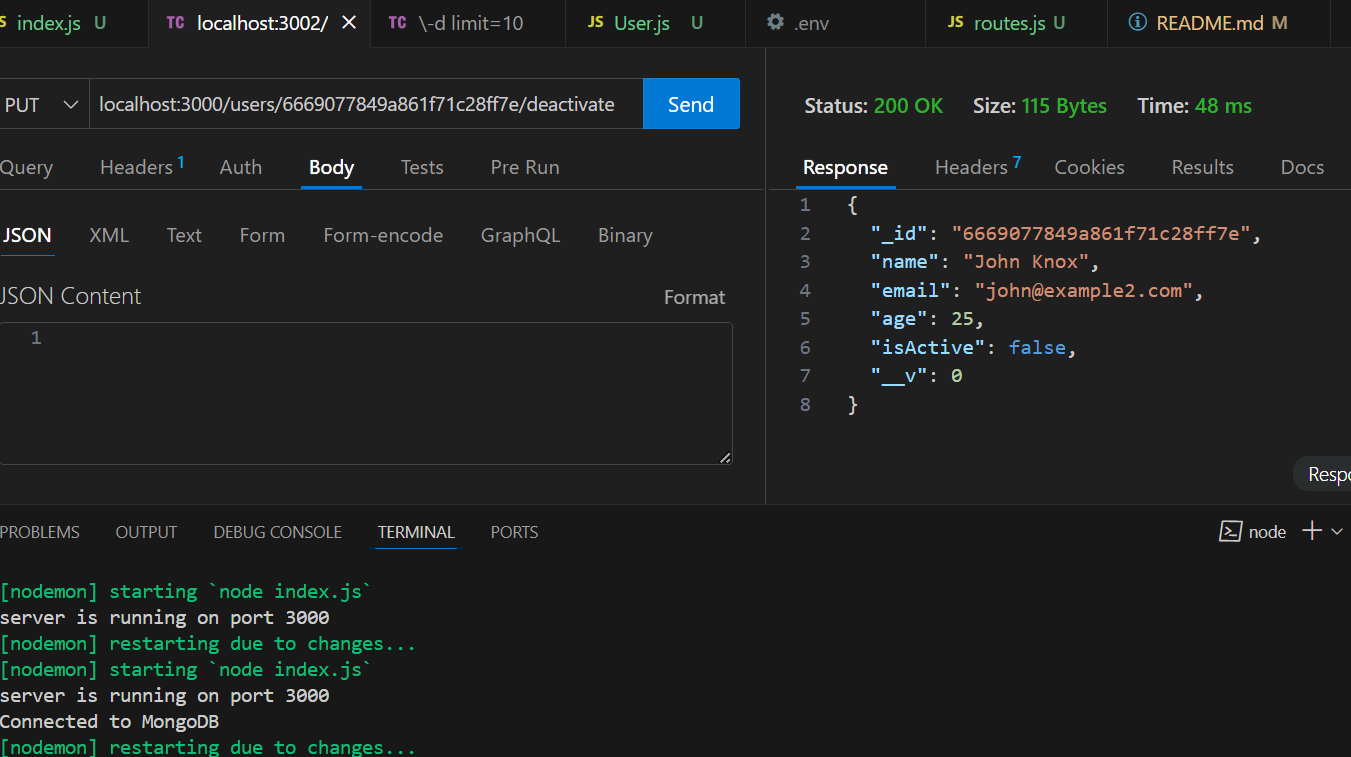 S index.js U TC localhost:3002/ × TC \-d limit=10 JS User.js U .env JS routes.js U README.md M
PUT localhost:3000/users/6669077849a861f71c28ff7e/deactivate Send
Status: 200 OK Size: 115 Bytes Time: 48 ms
Query Headers 1 Auth Body Tests Pre Run
Response Headers 7 Cookies Results Docs
JSON XML Text Form Form-encode GraphQL Binary
JSON Content Format
1
1 {
2 "_id": "6669077849a861f71c28ff7e",
3 "name": "John Knox",
4 "email": "john@example2.com",
5 "age": 25,
6 "isActive": false,
7 "__v": 0
8 }
Respo
PROBLEMS OUTPUT DEBUG CONSOLE TERMINAL PORTS node
[nodemon] starting `node index.js`
server is running on port 3000
[nodemon] restarting due to changes...
[nodemon] starting `node index.js`
server is running on port 3000
Connected to MongoDB
[nodemon] restarting due to changes...